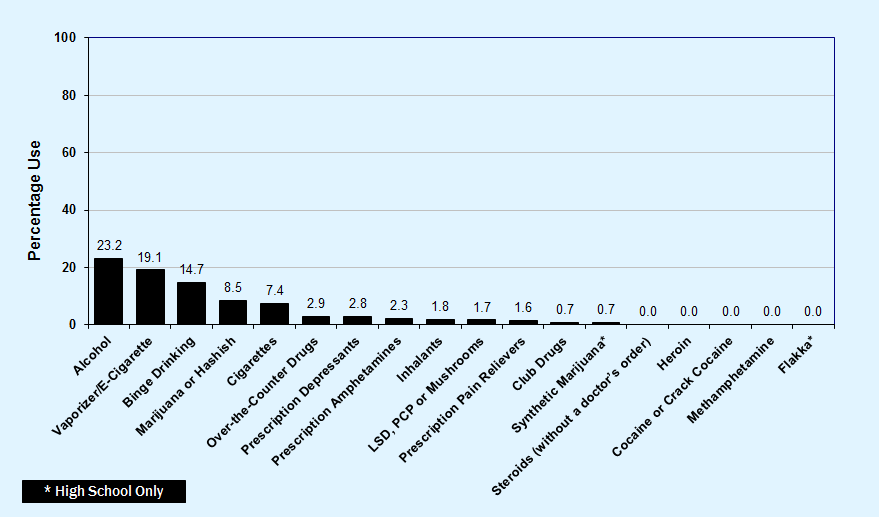 100
80
60
40
20
0
Percentage Use
23.2
19.1
14.7
8.5
7.4
2.9
2.8
2.3
1.8
1.7
1.6
0.7
0.7
0.0
0.0
0.0
0.0
0.0
Alcohol
Vaporizer/E-Cigarette
Binge Drinking
Marijuana or Hashish
Cigarettes
Over-the-Counter Drugs
Prescription Depressants
Prescription Amphetamines
Inhalants
LSD, PCP or Mushrooms
Prescription Pain Relievers
Club Drugs
Synthetic Marijuana*
Steroids (without a doctor's order)
Heroin
Cocaine or Crack Cocaine
Methamphetamine
Flakka*
* High School Only